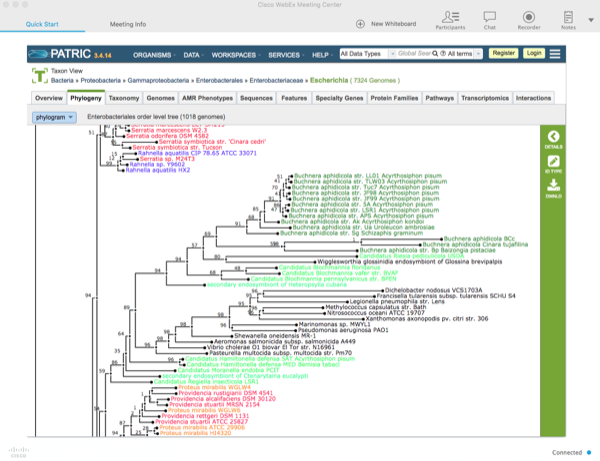 Cisco WebEx Meeting Center
Quick Start
Meeting Info
New Whiteboard
Participants
Chat
Recorder
Notes
PATRIC 3.4.14
ORGANISMS
DATA
WORKSPACES
SERVICES
HELP
All Data Types
Global Sear
All terms
Register
Login
Taxon View
Bacteria » Proteobacteria » Gammaproteobacteria » Enterobacterales » Enterobacteriaceae » Escherichia ( 7324 Genomes )
Overview
Phylogeny
Taxonomy
Genomes
AMR Phenotypes
Sequences
Features
Specialty Genes
Protein Families
Pathways
Transcriptomics
Interactions
phylogram
Enterobacteriales order level tree (1018 genomes)
DETAILS
ID TYPE
DWNLD
Serratia marcescens W2.3
Serratia odorifera DSM 4582
Serratia symbiotica str. 'Cinara cedri'
Serratia symbiotica str. Tucson
Rahnella aquatilis CIP 78.65 ATCC 33071
Serratia sp. M24T3
Rahnella sp. Y9602
Rahnella aquatilis HX2
Buchnera aphidicola str. LL01 Acyrthosiphon pisum
Buchnera aphidicola str. TLW03 Acyrthosiphon pisum
Buchnera aphidicola str. Tuc7 Acyrthosiphon pisum
Buchnera aphidicola str. JF98 Acyrthosiphon pisum
Buchnera aphidicola str. JF99 Acyrthosiphon pisum
Buchnera aphidicola str. 5A Acyrthosiphon pisum
Buchnera aphidicola str. LSR1 Acyrthosiphon pisum
Buchnera aphidicola str. APS Acyrthosiphon pisum
Buchnera aphidicola str. Ak Acyrthosiphon kondoi
Buchnera aphidicola str. Ua Uroleucon ambrosiae
Buchnera aphidicola str. Sg Schizaphis graminum
Buchnera aphidicola BCc
Buchnera aphidicola Cinara tujafilina
Buchnera aphidicola str. Bp Baizongia pistaciae
Candidatus Riesia pediculicola USDA
Wigglesworthia glossinidia endosymbiont of Glossina brevipalpis
Candidatus Blochmannia floridanus
Candidatus Blochmannia vafer str. BVAF
Candidatus Blochmannia pennsylvanicus str. BPEN
secondary endosymbiont of Heteropsylla cubana
Dichelobacter nodosus VCS1703A
Francisella tularensis subsp. tularensis SCHU S4
Legionella pneumophila str. Lens
Methylococcus capsulatus str. Bath
Nitrosococcus oceani ATCC 19707
Xanthomonas axonopodis pv. citri str. 306
Marinomonas sp. MWYL1
Pseudomonas aeruginosa PAO1
Shewanella oneidensis MR-1
Aeromonas salmonicida subsp. salmonicida A449
Vibrio cholerae O1 biovar El Tor str. N16961
Pasteurella multocida subsp. multocida str. Pm70
Candidatus Hamiltonella defensa 5AT Acyrthosiphon pisum
Candidatus Hamiltonella defensa MED Bemisia tabaci
Candidatus Moranella endobia PCIT
secondary endosymbiont of Ctenarytaina eucalypti
Candidatus Regiella insecticola LSR1
Proteus mirabilis WGLW4
Providencia rustigianii DSM 4541
Providencia alcalifaciens DSM 30120
Providencia stuartii MRSN 2154
Proteus mirabilis WGLW6
Providencia rettgeri DSM 1131
Providencia stuartii ATCC 25827
Proteus mirabilis ATCC 29906
Proteus mirabilis HI4320
Connected
cisco